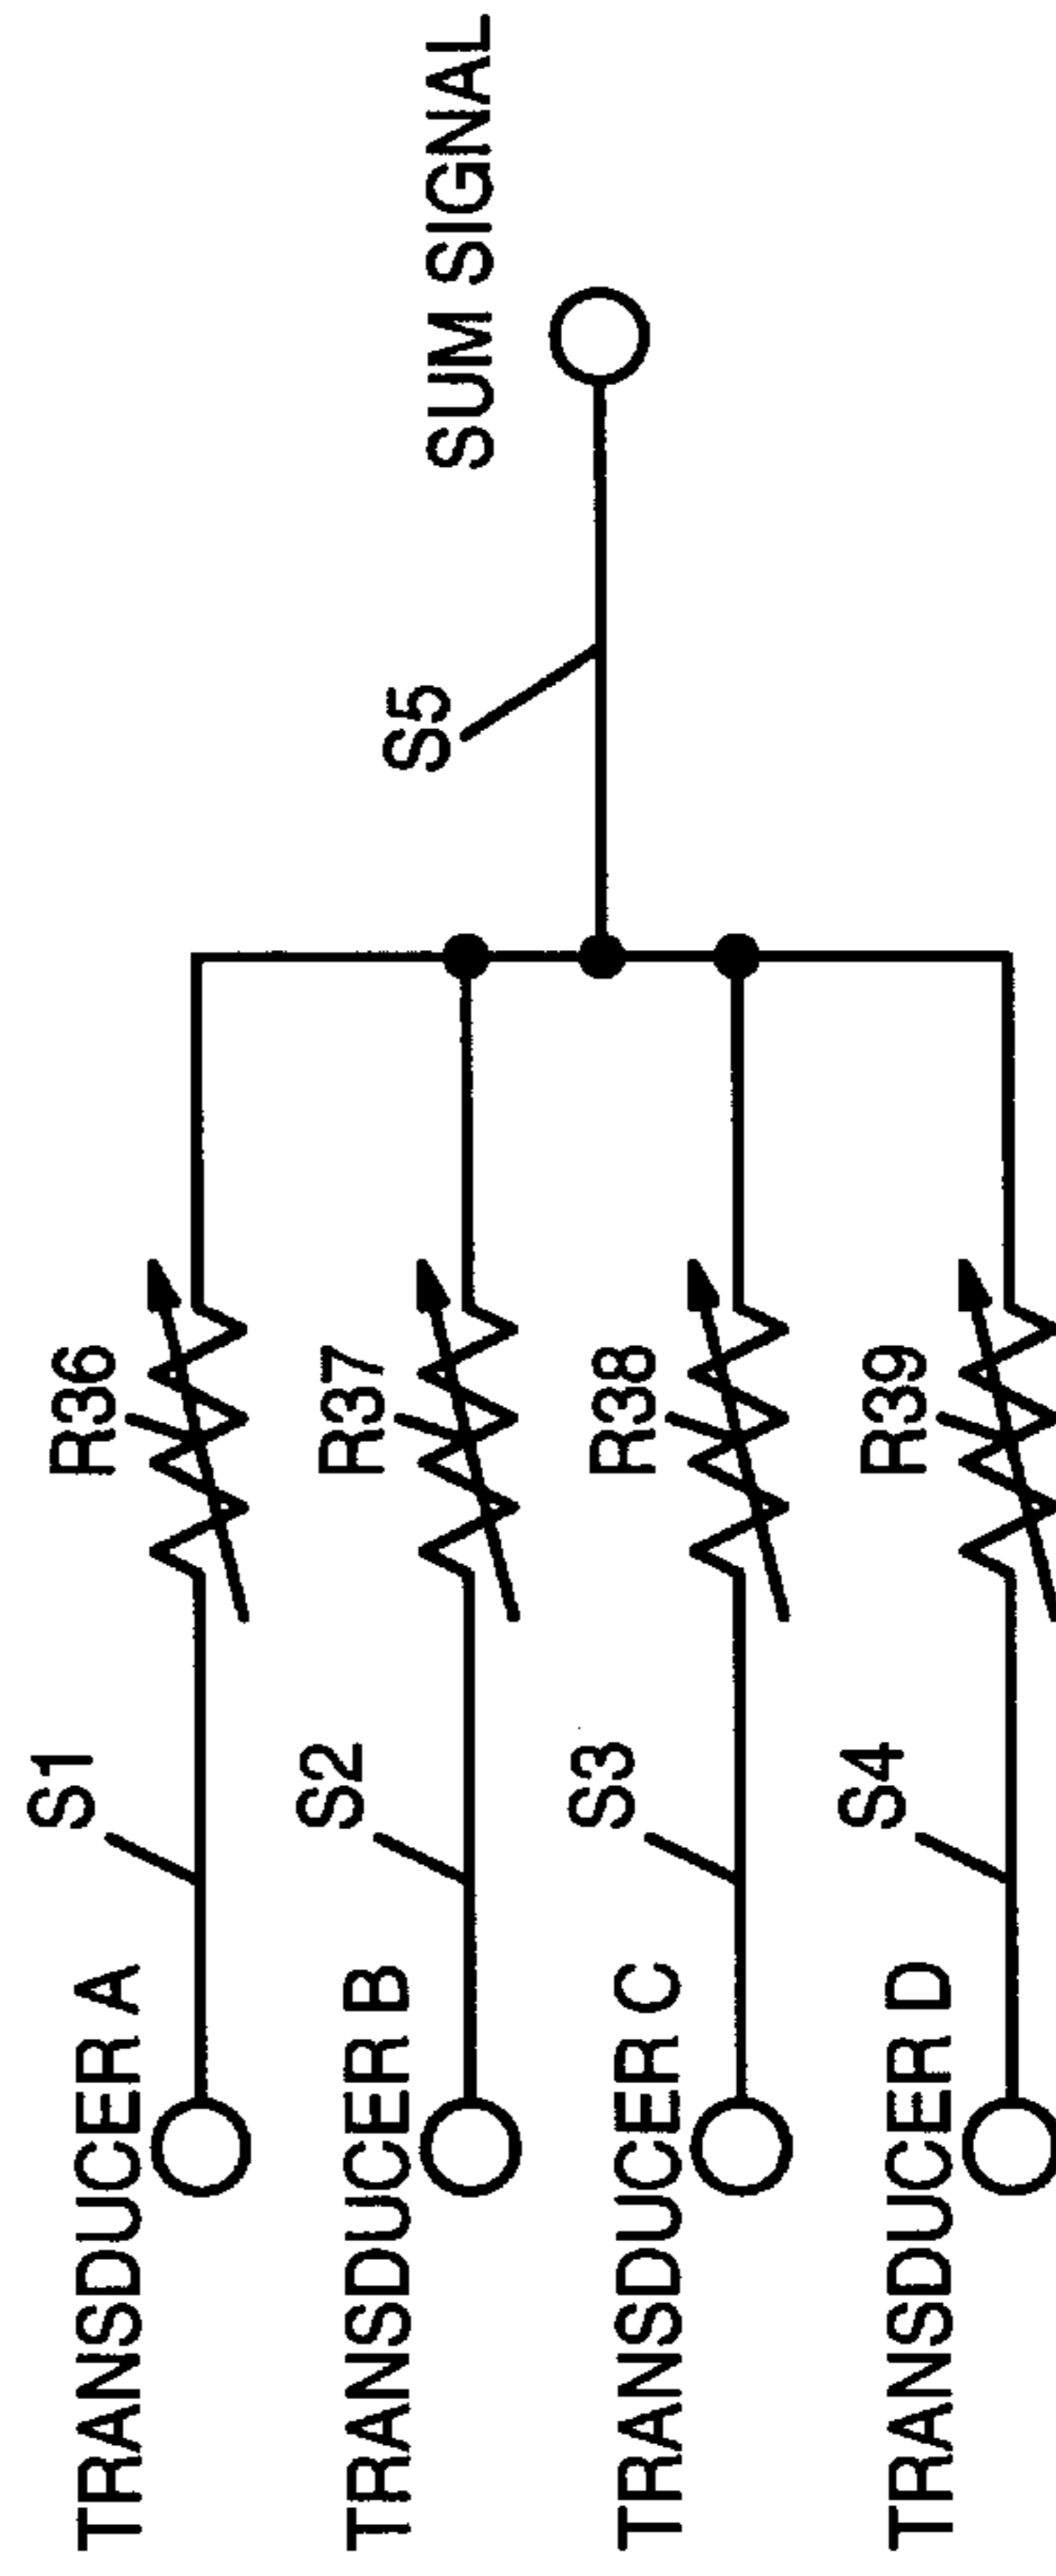 TRANSDUCER A
S1
R36
TRANSDUCER B
S2
R37
TRANSDUCER C
S3
R38
TRANSDUCER D
S4
R39
S5
SUM SIGNAL